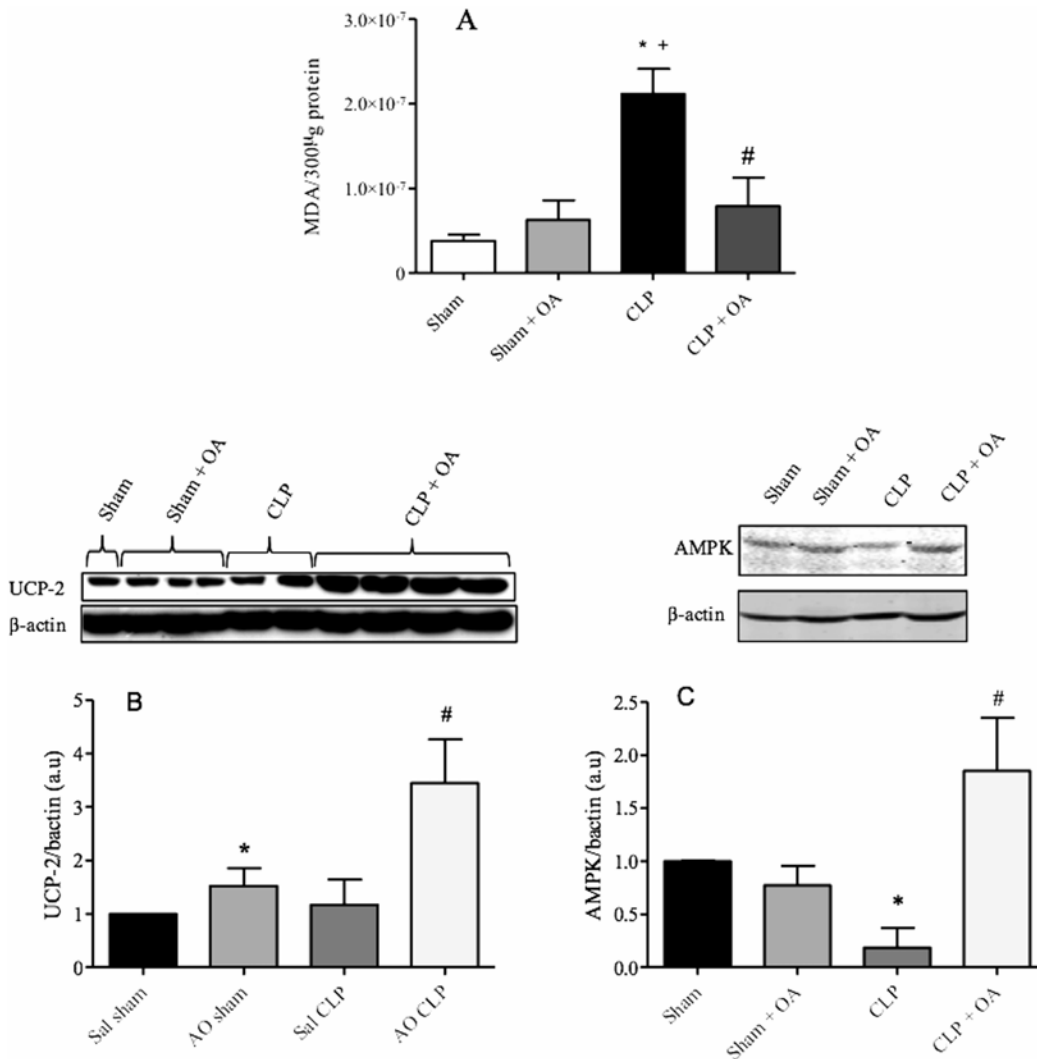 A
3.0×10⁻⁷
2.0×10⁻⁷
1.0×10⁻⁷
0
MDA/300µg protein
* +
#
Sham
Sham + OA
CLP
CLP + OA
Sham
Sham + OA
CLP
CLP + OA
UCP-2
β-actin
Sham
Sham + OA
CLP
CLP + OA
AMPK
β-actin
B
5
4
3
2
1
0
UCP-2/bactin (a.u)
*
#
Sal sham
AO sham
Sal CLP
AO CLP
C
2.5
2.0
1.5
1.0
0.5
0.0
AMPK/bactin (a.u)
*
#
Sham
Sham + OA
CLP
CLP + OA